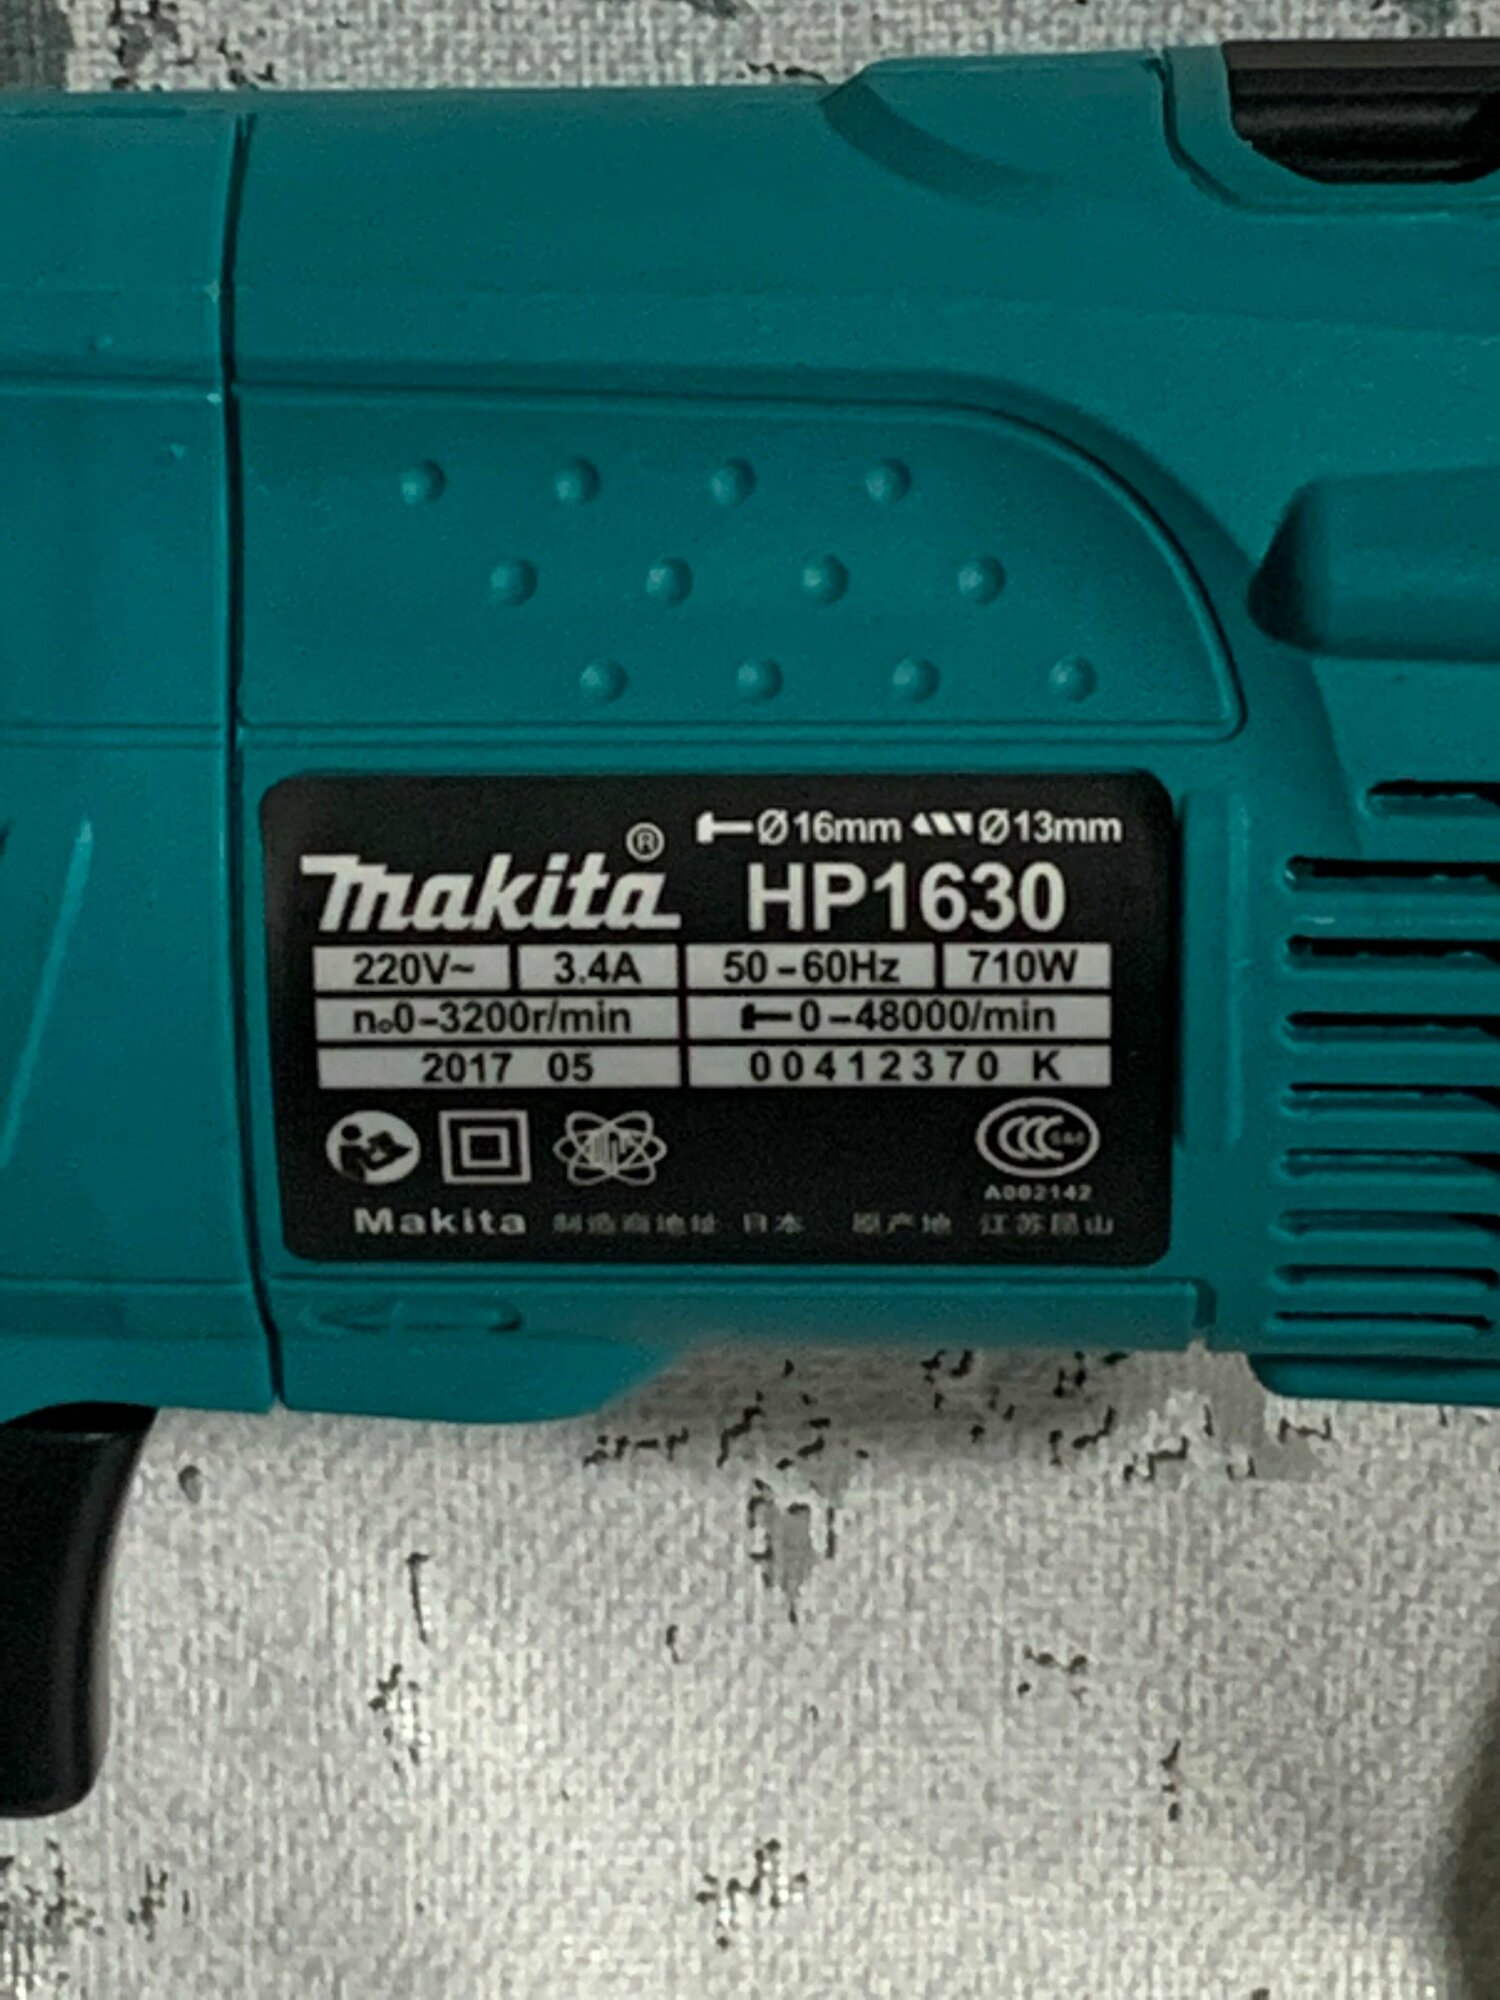 Ø16mm Ø13mm
makita® HP1630
220V~ 3.4A 50-60Hz 710W
n₀0-3200r/min 0-48000/min
2017 05 00412370 K
CCC S&E
A002142
Makita 制造商地址 日本 原产地 江苏昆山